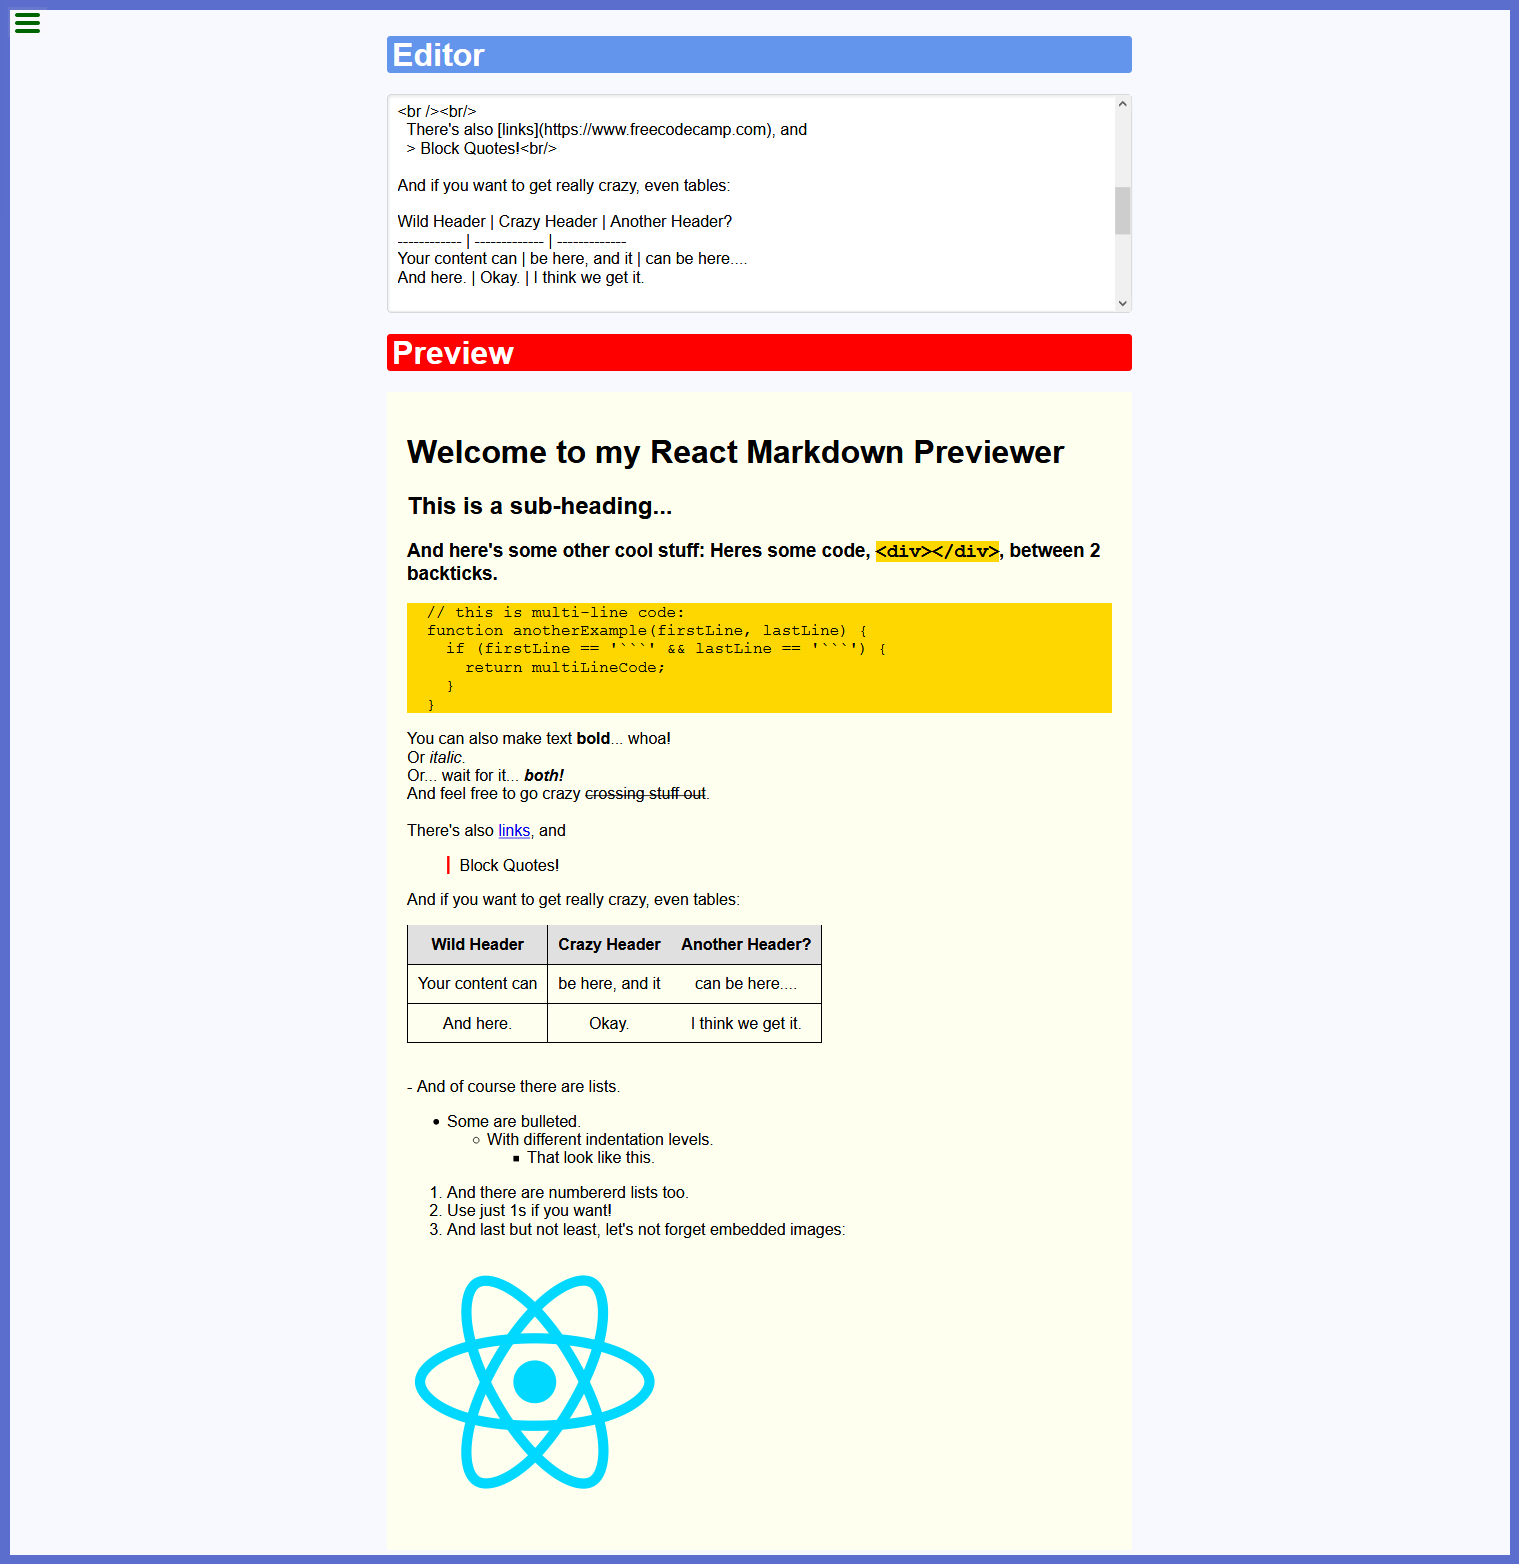 Editor
<br /><br/>
There's also [links](https://www.freecodecamp.com), and
> Block Quotes!<br/>
And if you want to get really crazy, even tables:
Wild Header | Crazy Header | Another Header?
------------ | ------------- | -------------
Your content can | be here, and it | can be here....
And here. | Okay. | I think we get it.
Preview
Welcome to my React Markdown Previewer
This is a sub-heading...
And here's some other cool stuff: Heres some code, <div></div>, between 2
backticks.
// this is multi-line code:
function anotherExample(firstLine, lastLine) {
if (firstLine == '```' && lastLine == '```') {
return multiLineCode;
}
}
You can also make text bold... whoa!
Or italic.
Or... wait for it... both!
And feel free to go crazy crossing stuff out.
There's also links, and
Block Quotes!
And if you want to get really crazy, even tables:
Wild Header Crazy Header Another Header?
Your content can be here, and it can be here....
And here. Okay. I think we get it.
- And of course there are lists.
Some are bulleted.
With different indentation levels.
That look like this.
1. And there are numbererd lists too.
2. Use just 1s if you want!
3. And last but not least, let's not forget embedded images: